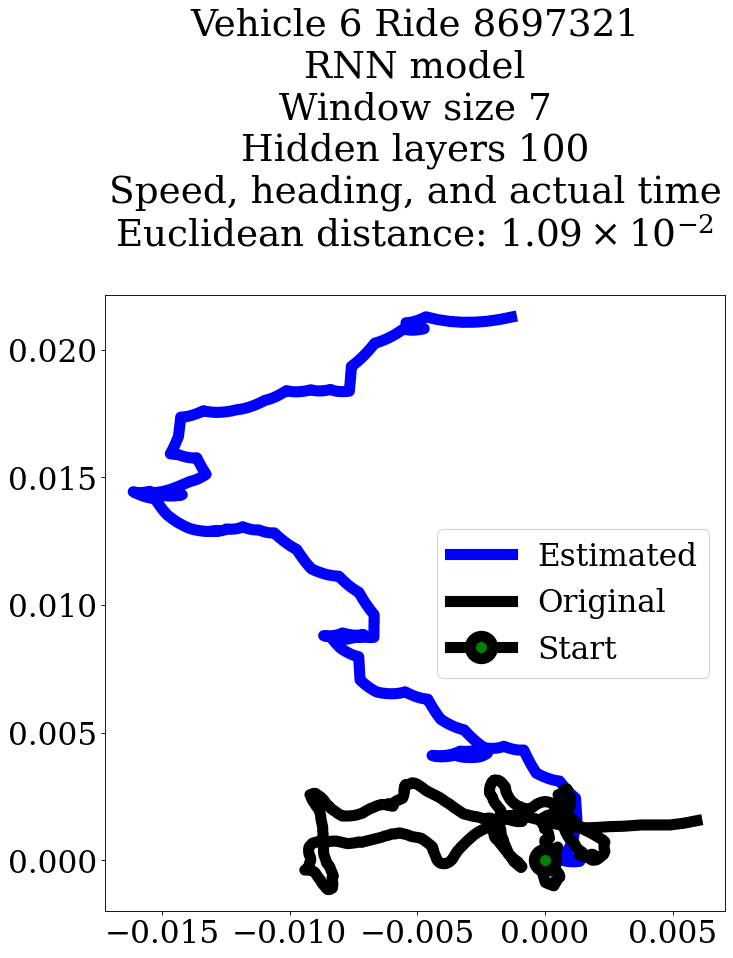 Vehicle 6 Ride 8697321
RNN model
Window size 7
Hidden layers 100
Speed, heading, and actual time
Euclidean distance: 1.09 × 10⁻²
0.020
0.015
0.010
0.005
0.000
Estimated
Original
Start
−0.015 −0.010 −0.005 0.000 0.005